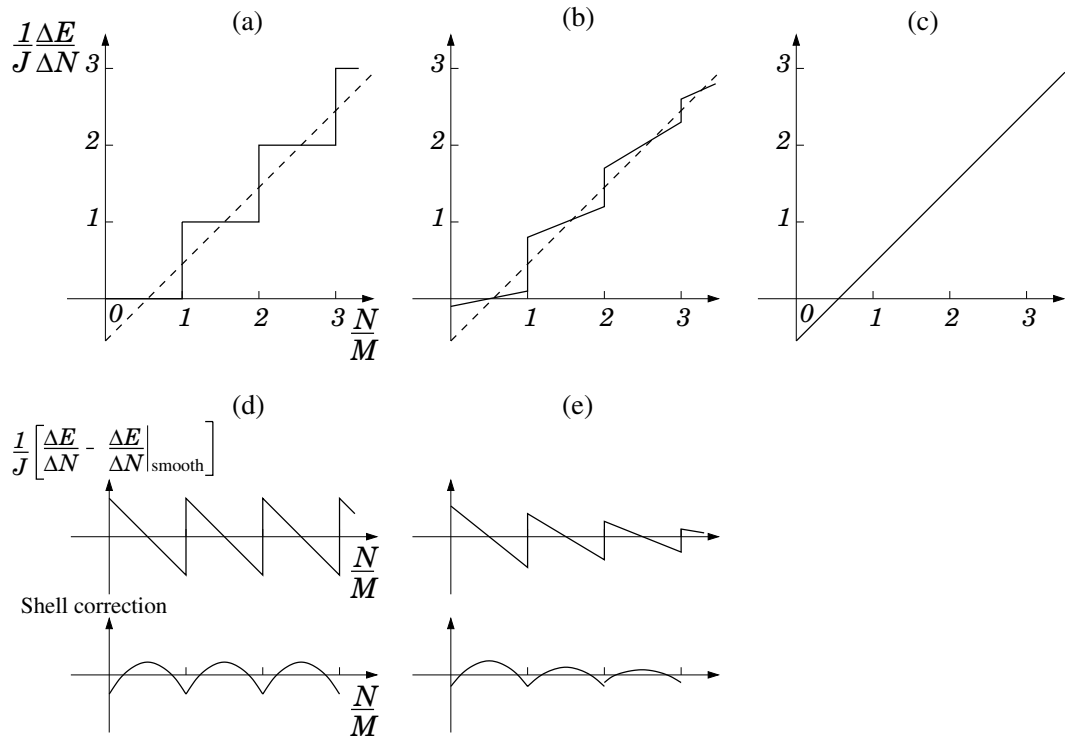 (a) (b) (c)
1/J ΔE/ΔN
3 3 3
2 2 2
1 1 1
0 1 2 3 N/M
1 2 3
0 1 2 3
(d) (e)
1/J [ΔE/ΔN - ΔE/ΔN|smooth]
N/M
Shell correction
N/M